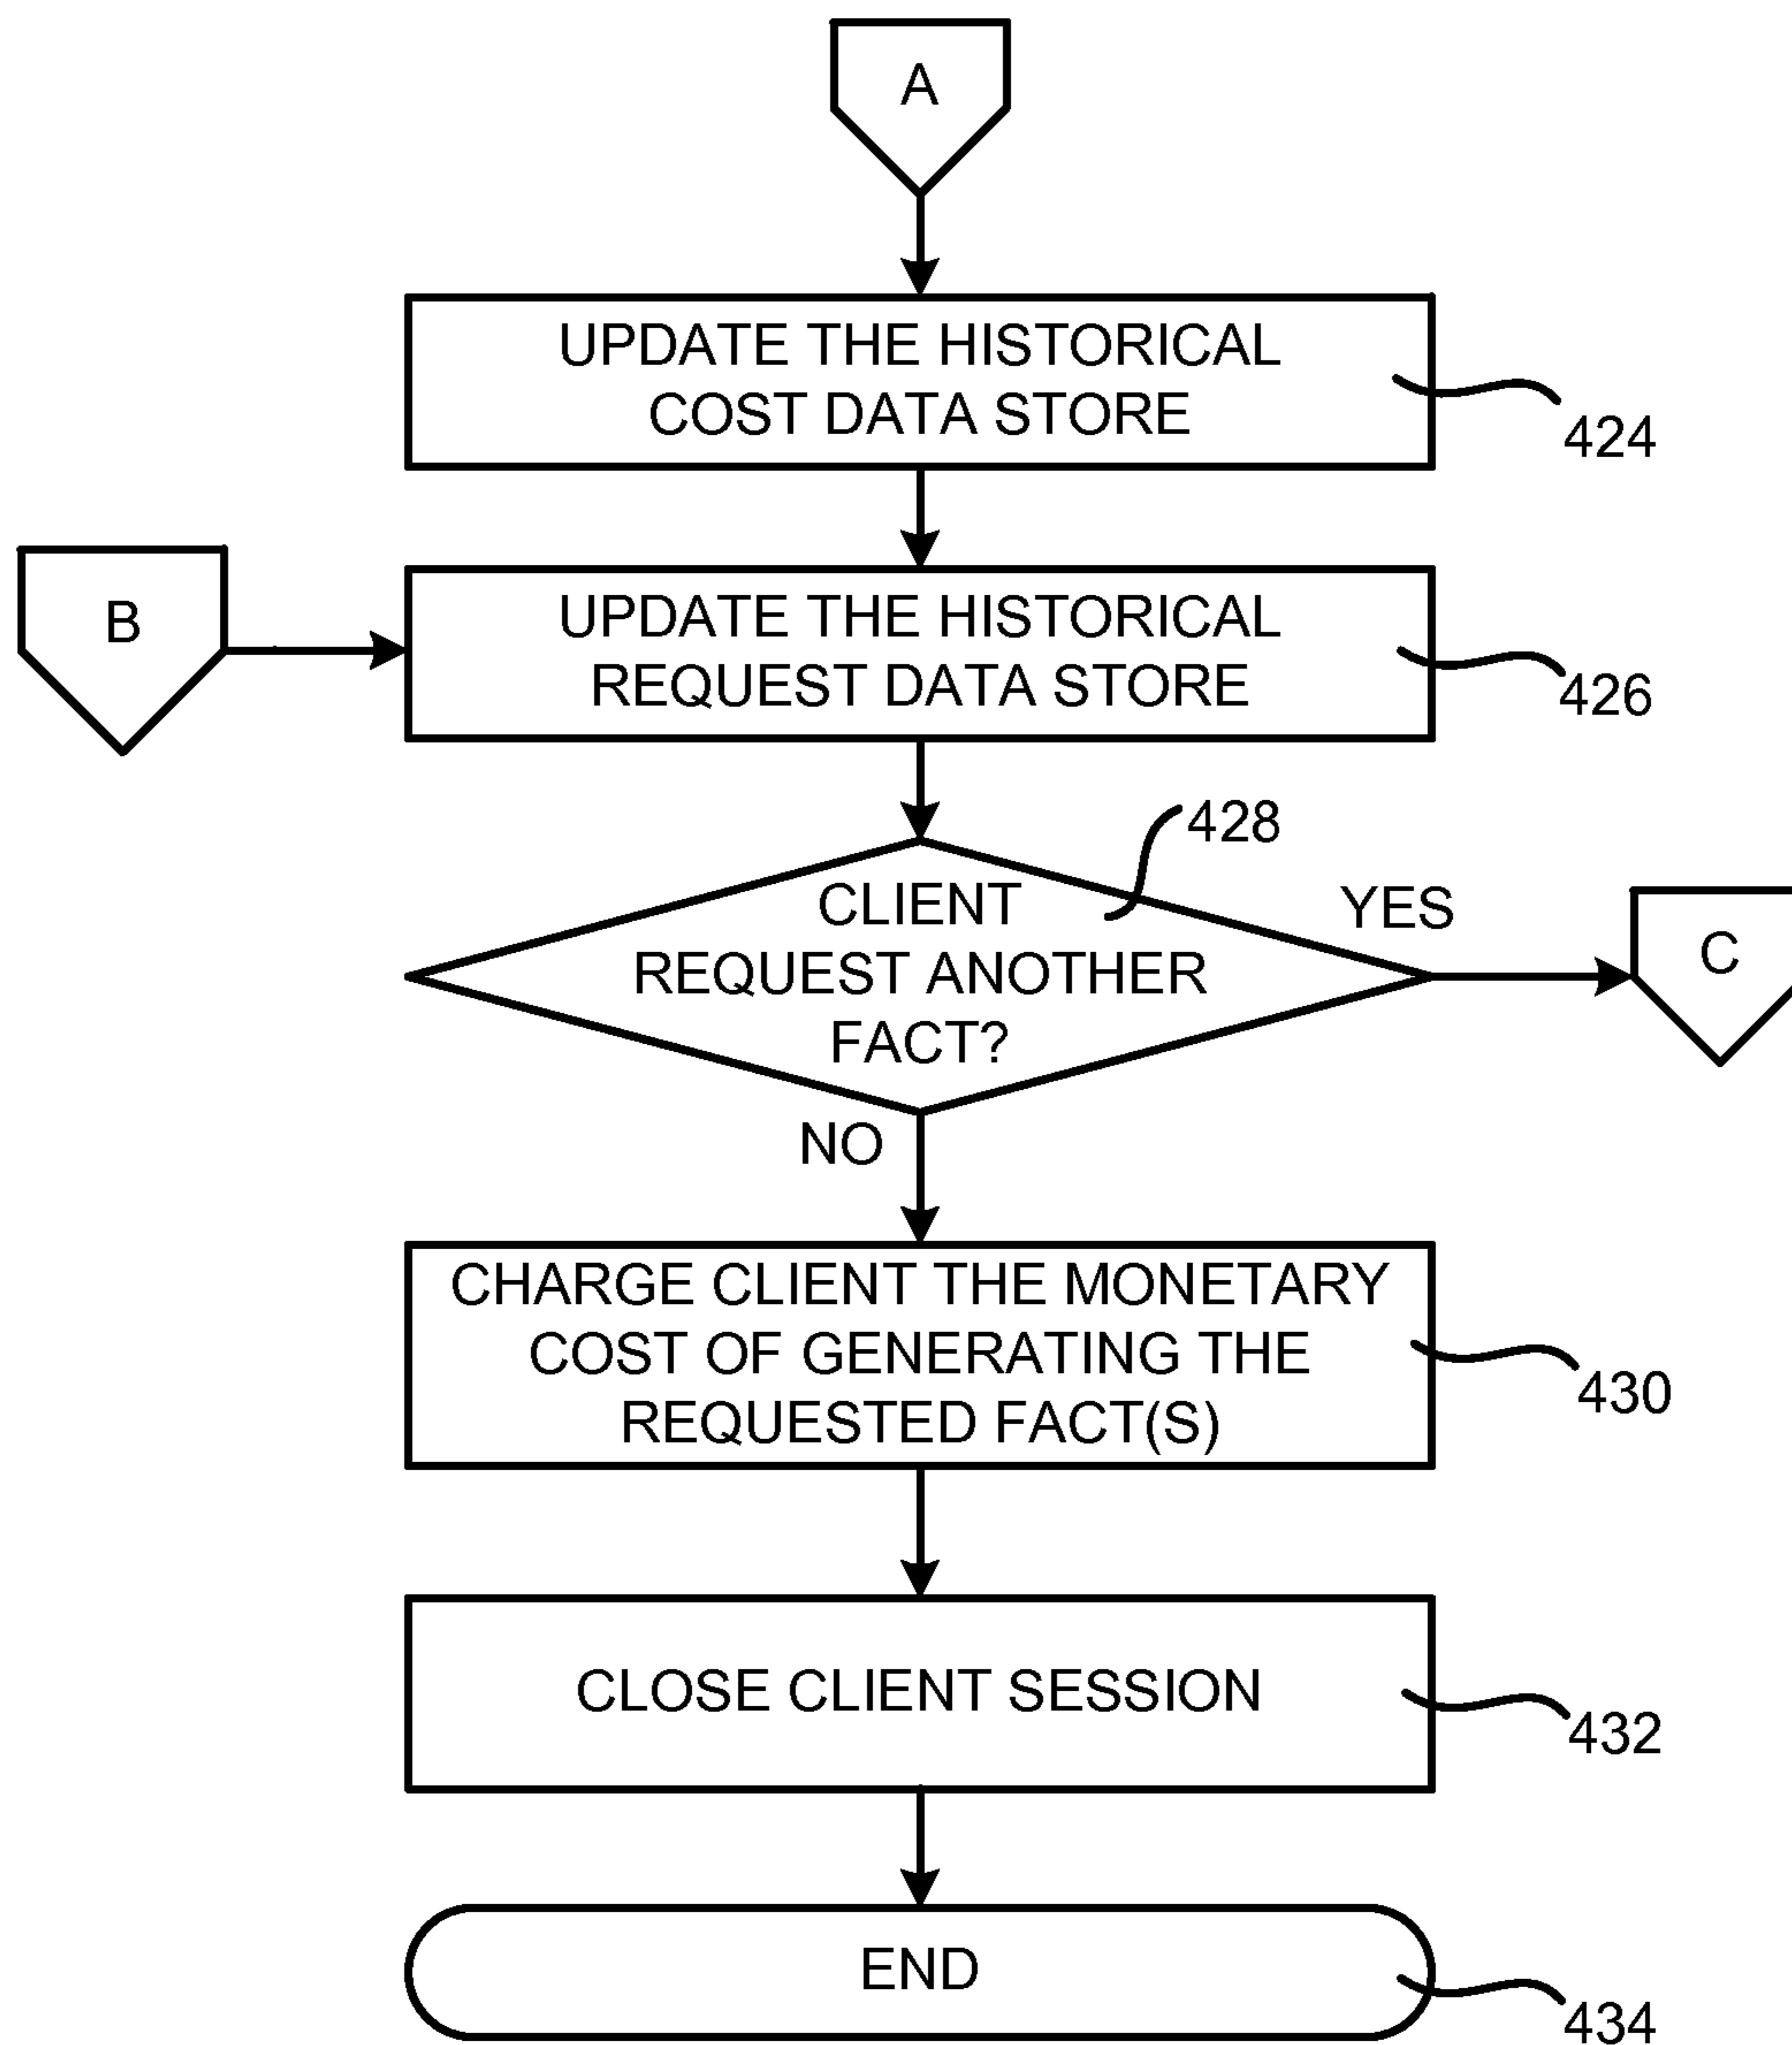 A
UPDATE THE HISTORICAL
COST DATA STORE
424
B
UPDATE THE HISTORICAL
REQUEST DATA STORE
426
428
CLIENT
REQUEST ANOTHER
FACT?
YES
C
NO
CHARGE CLIENT THE MONETARY
COST OF GENERATING THE
REQUESTED FACT(S)
430
CLOSE CLIENT SESSION
432
END
434